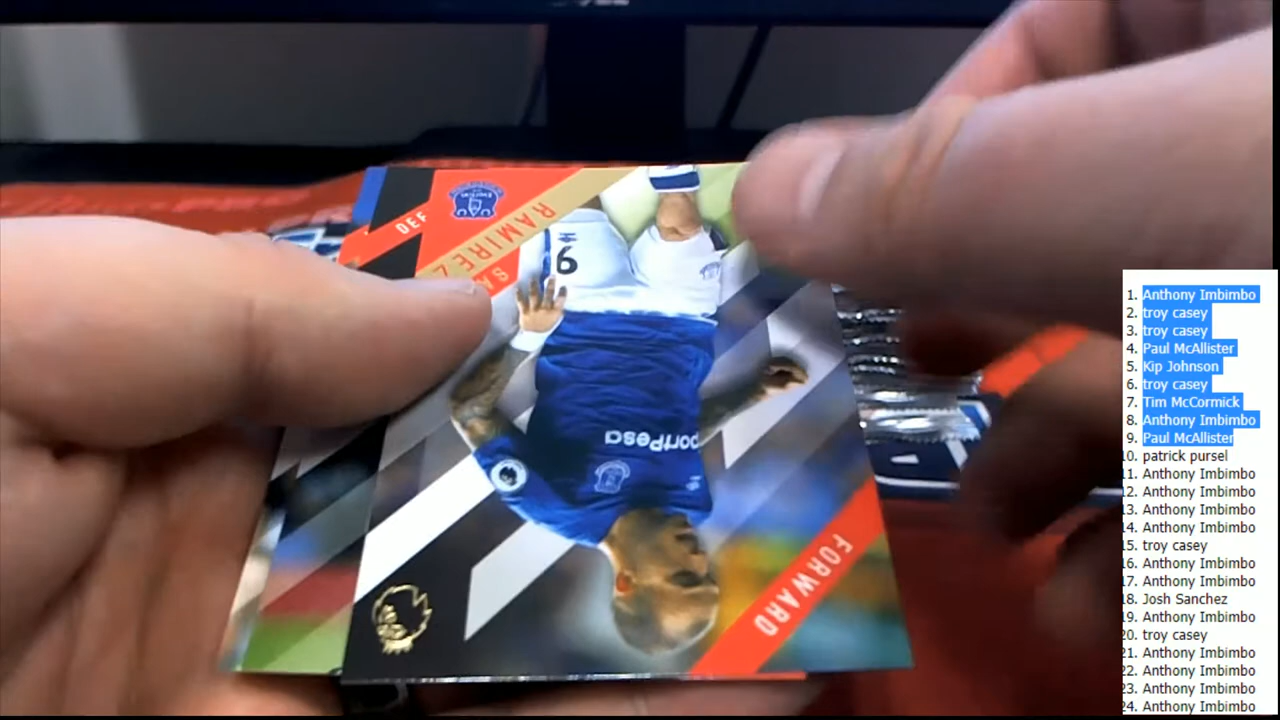 DEF
Everton
RAMIREZ
SA
9
SportPesa
FORWARD
1. Anthony Imbimbo
2. troy casey
3. troy casey
4. Paul McAllister
5. Kip Johnson
6. troy casey
7. Tim McCormick
8. Anthony Imbimbo
9. Paul McAllister
10. patrick pursel
11. Anthony Imbimbo
12. Anthony Imbimbo
13. Anthony Imbimbo
14. Anthony Imbimbo
15. troy casey
16. Anthony Imbimbo
17. Anthony Imbimbo
18. Josh Sanchez
19. Anthony Imbimbo
20. troy casey
21. Anthony Imbimbo
22. Anthony Imbimbo
23. Anthony Imbimbo
24. Anthony Imbimbo